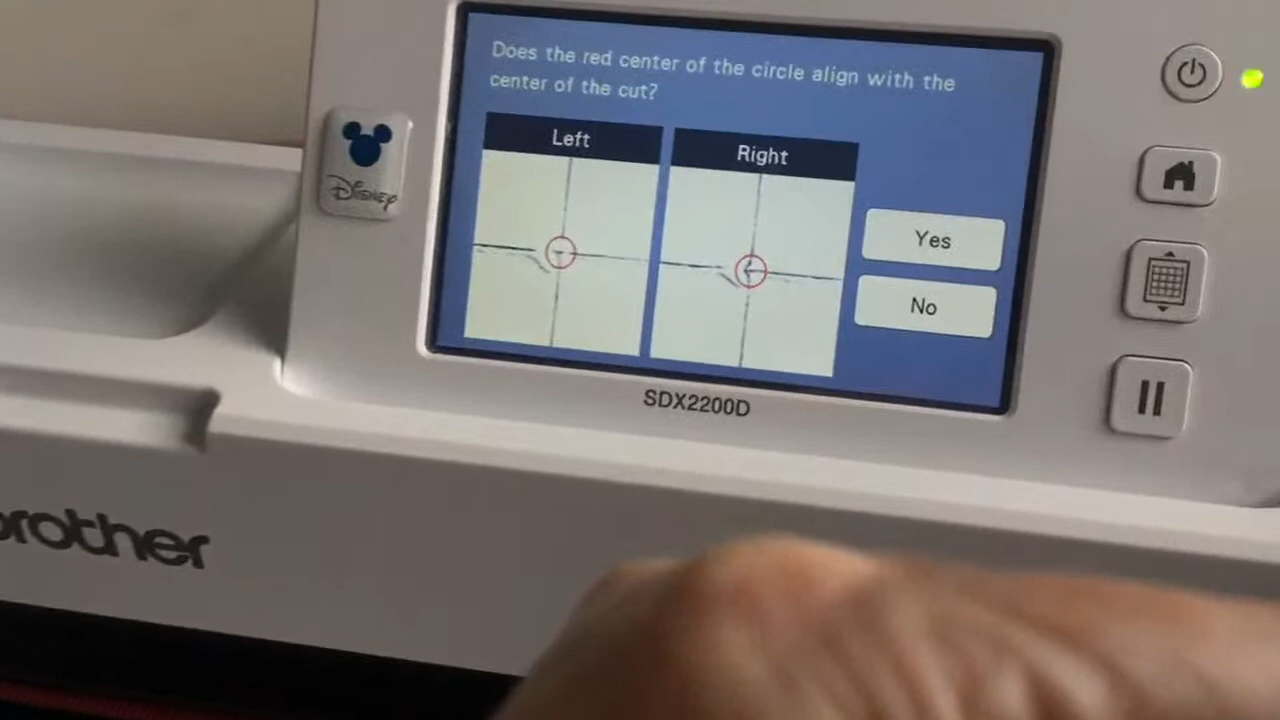 Does the red center of the circle align with the
center of the cut?
Left
Right
Yes
No
Disney
SDX2200D
brother